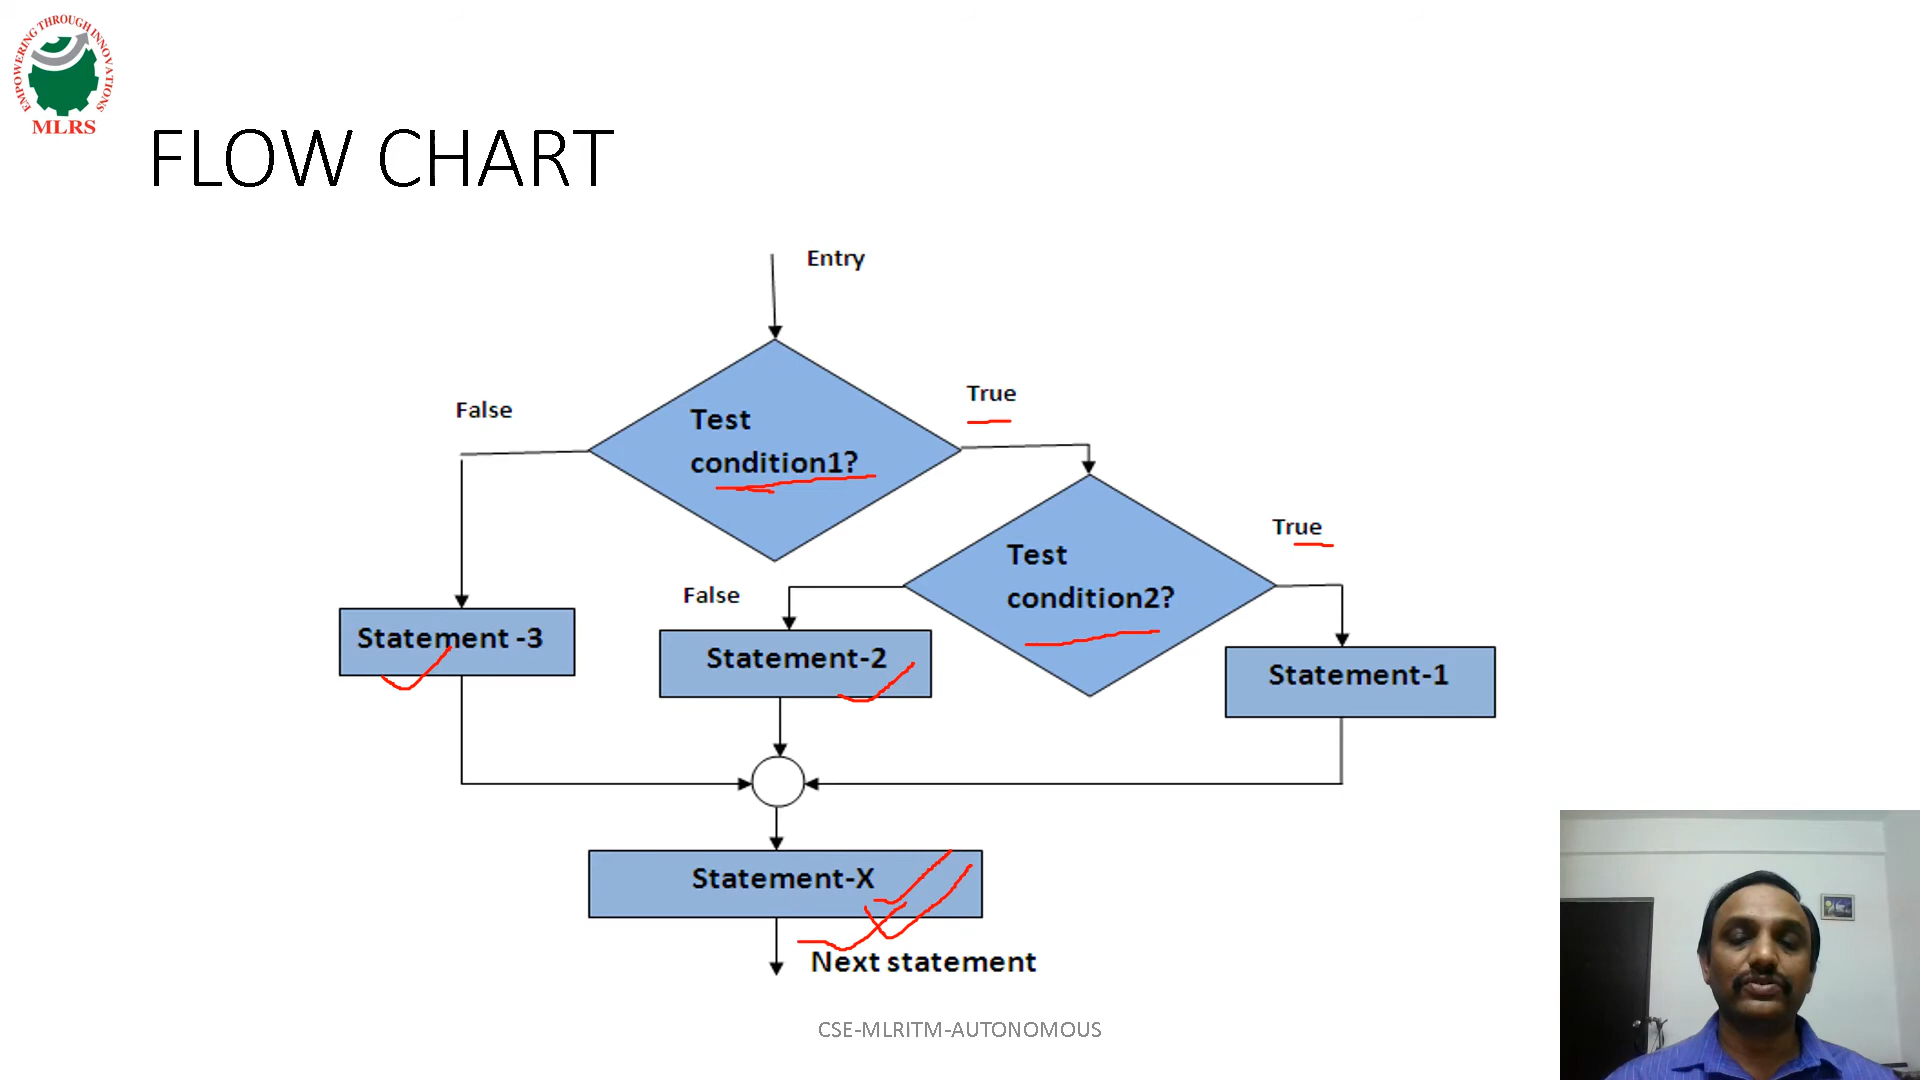 EMPOWERING THROUGH INNOVATIONS
MLRS
FLOW CHART
Entry
False
True
Test
condition1?
True
Test
condition2?
False
Statement -3
Statement-2
Statement-1
Statement-X
Next statement
CSE-MLRITM-AUTONOMOUS